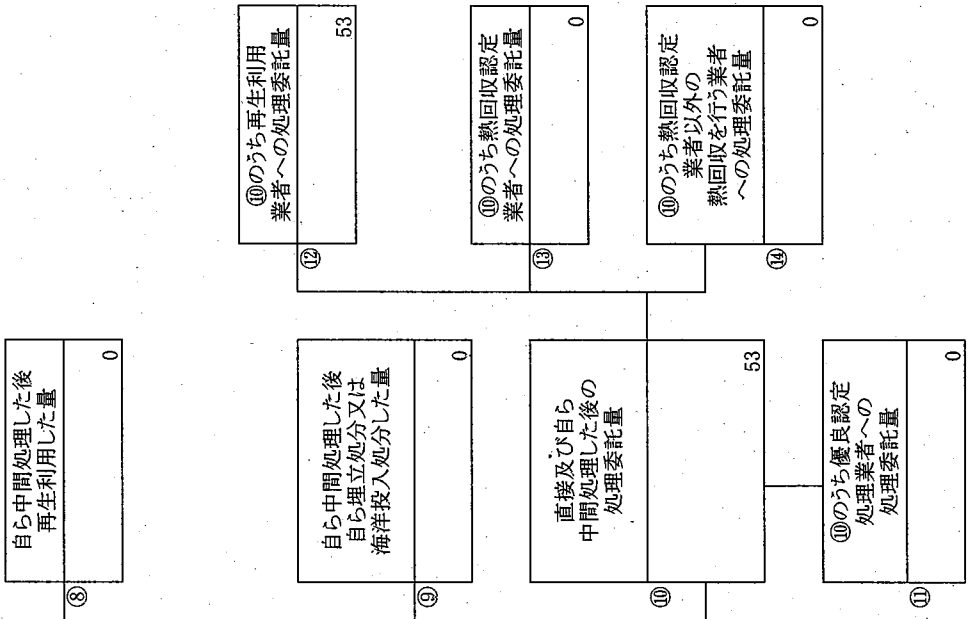 ⑧
自ら中間処理した後
再生利用した量
0
⑨
自ら中間処理した後
自ら埋立処分又は
海洋投入処分した量
0
⑩
直接及び自ら
中間処理した後の
処理委託量
53
⑪
⑩のうち優良認定
処理業者への
処理委託量
0
⑫
⑩のうち再生利用
業者への処理委託量
53
⑬
⑩のうち熱回収認定
業者への処理委託量
0
⑭
⑩のうち熱回収認定
業者以外の
熱回収を行う業者
への処理委託量
0